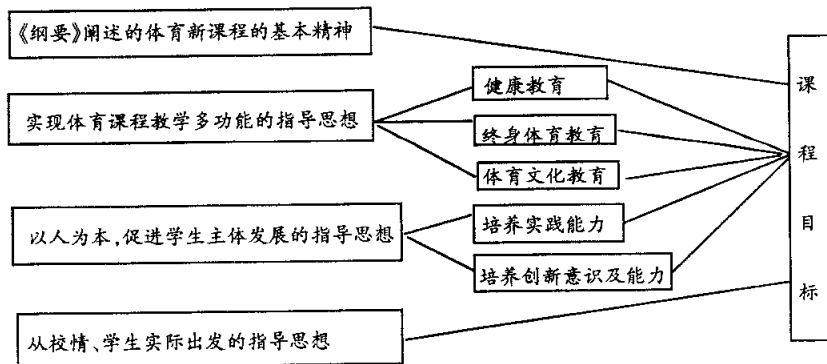 《纲要》阐述的体育新课程的基本精神
实现体育课程教学多功能的指导思想
健康教育
终身体育教育
体育文化教育
以人为本,促进学生主体发展的指导思想
培养实践能力
培养创新意识及能力
从校情、学生实际出发的指导思想
课程目标